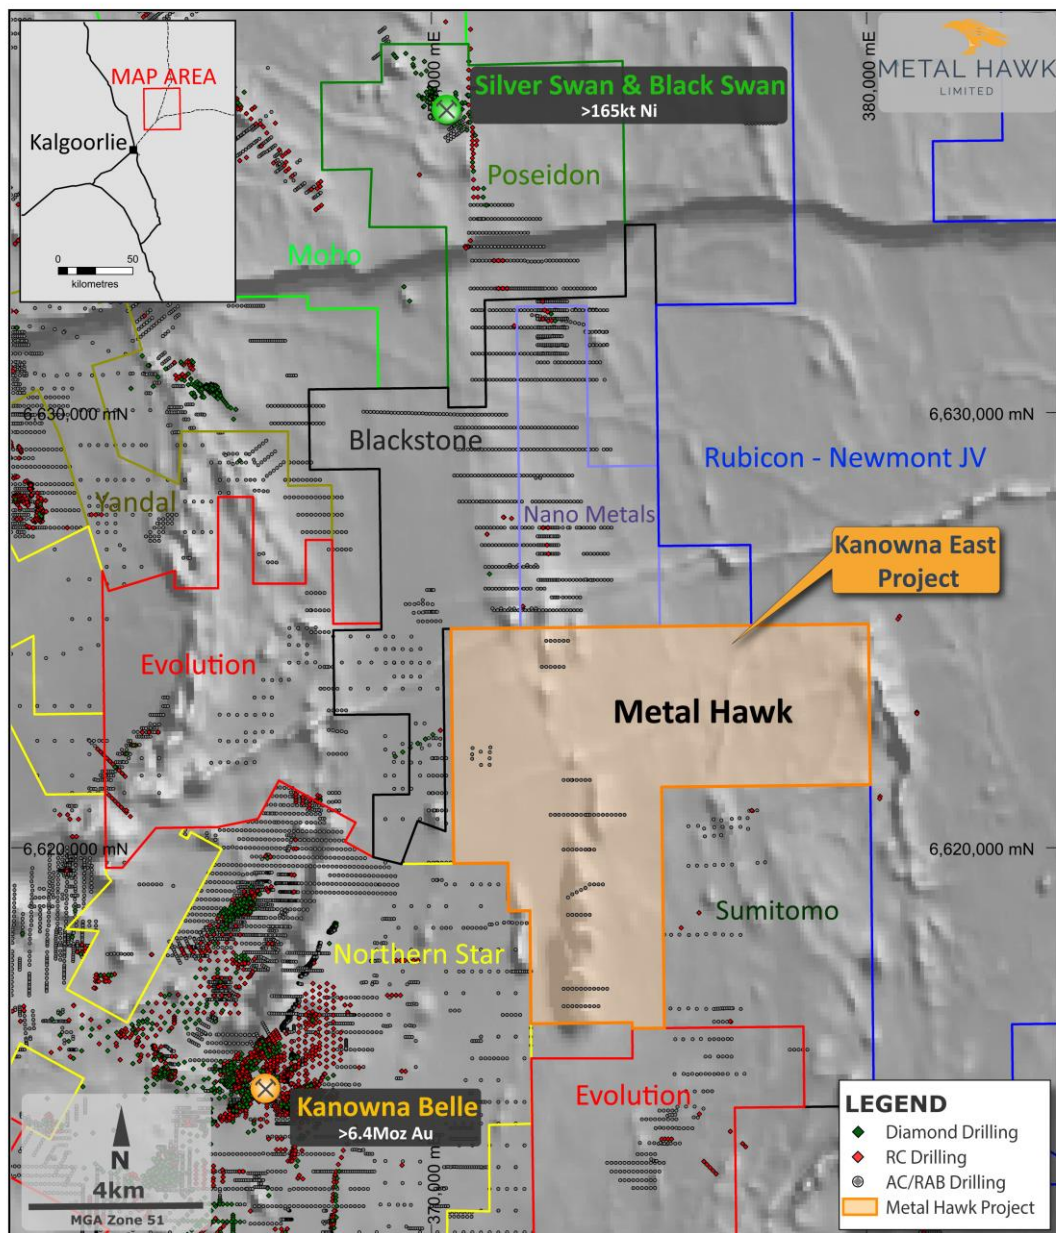 MAP AREA
Kalgoorlie
0 50
kilometres
380,000 mE
METAL HAWK
LIMITED
Silver Swan & Black Swan
>165kt Ni
Poseidon
Moho
6,630,000 mN
6,630,000 mN
Blackstone
Rubicon - Newmont JV
Yandal
Nano Metals
Kanowna East
Project
Evolution
Metal Hawk
6,620,000 mN
6,620,000 mN
Sumitomo
Northern Star
Kanowna Belle
>6.4Moz Au
Evolution
N
4km
MGA Zone 51
370,000 mE
LEGEND
Diamond Drilling
RC Drilling
AC/RAB Drilling
Metal Hawk Project